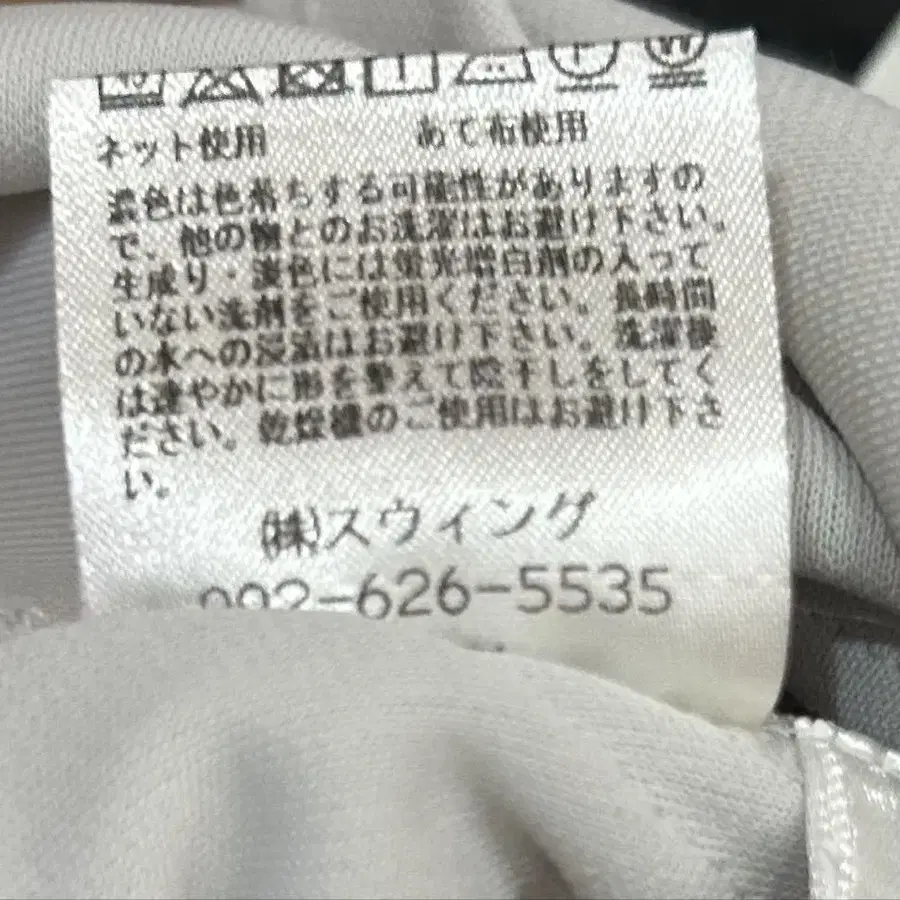 ネット使用 あて布使用
濃色は色落ちする可能性がありますの
で、他の物とのお洗濯はお避け下さい。
生成り・淡色には蛍光増白剤の入って
いない洗剤をご使用ください。長時間
の水への浸漬はお避け下さい。洗濯後
は速やかに形を整えて陰干しをしてく
ださい。乾燥機のご使用はお避け下さ
い。
(株)スウィング
092-626-5535